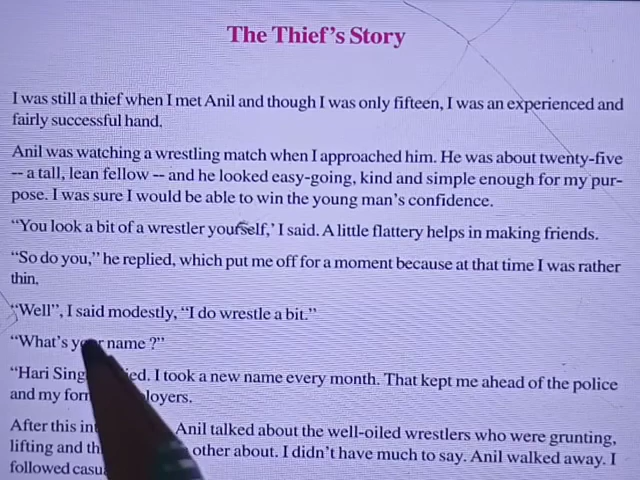 The Thief's Story
I was still a thief when I met Anil and though I was only fifteen, I was an experienced and
fairly successful hand.
Anil was watching a wrestling match when I approached him. He was about twenty-five
-- a tall, lean fellow -- and he looked easy-going, kind and simple enough for my pur-
pose. I was sure I would be able to win the young man's confidence.
“You look a bit of a wrestler yourself,’ I said. A little flattery helps in making friends.
“So do you,” he replied, which put me off for a moment because at that time I was rather
thin.
“Well”, I said modestly, “I do wrestle a bit.”
“What's your name ?”
“Hari I took a new name every month. That kept me ahead of the police
and my
After this Anil talked about the well-oiled wrestlers who were grunting,
lifting and other about. I didn't have much to say. Anil walked away. I
followed